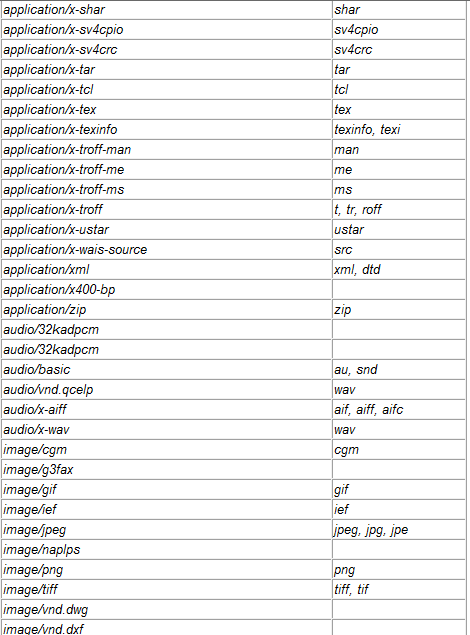 application/x-shar shar
application/x-sv4cpio sv4cpio
application/x-sv4crc sv4crc
application/x-tar tar
application/x-tcl tcl
application/x-tex tex
application/x-texinfo texinfo, texi
application/x-troff-man man
application/x-troff-me me
application/x-troff-ms ms
application/x-troff t, tr, roff
application/x-ustar ustar
application/x-wais-source src
application/xml xml, dtd
application/x400-bp
application/zip zip
audio/32kadpcm
audio/32kadpcm
audio/basic au, snd
audio/vnd.qcelp wav
audio/x-aiff aif, aiff, aifc
audio/x-wav wav
image/cgm cgm
image/g3fax
image/gif gif
image/ief ief
image/jpeg jpeg, jpg, jpe
image/naplps
image/png png
image/tiff tiff, tif
image/vnd.dwg
image/vnd.dxf